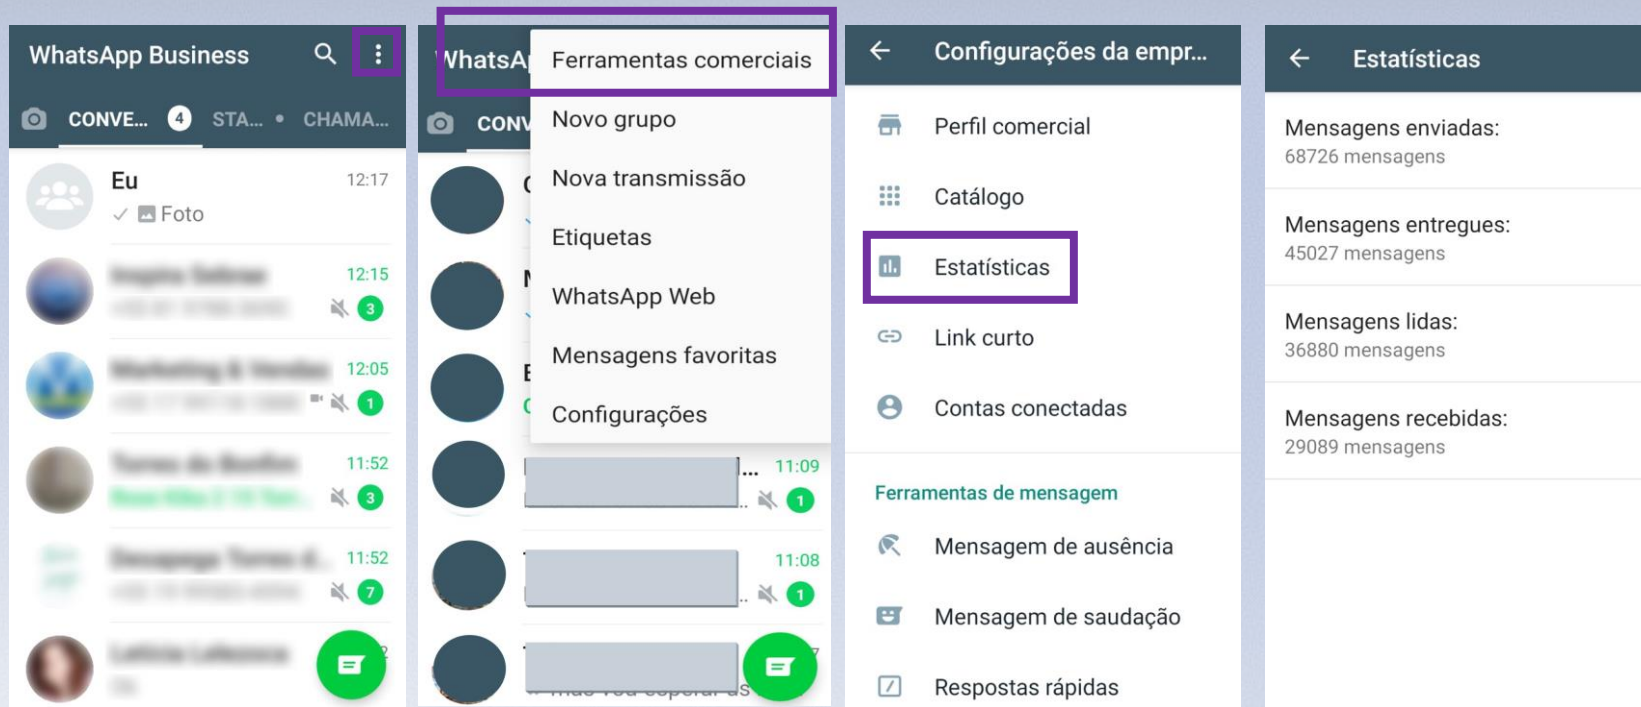 WhatsApp Business
CONVE... 4 STA... • CHAMA...
Eu 12:17
Foto
12:15
3
12:05
1
11:52
3
11:52
7
WhatsA
CONV
Ferramentas comerciais
Novo grupo
Nova transmissão
Etiquetas
WhatsApp Web
Mensagens favoritas
Configurações
... 11:09
.. 1
11:08
.. 1
Configurações da empr...
Perfil comercial
Catálogo
Estatísticas
Link curto
Contas conectadas
Ferramentas de mensagem
Mensagem de ausência
Mensagem de saudação
Respostas rápidas
Estatísticas
Mensagens enviadas:
68726 mensagens
Mensagens entregues:
45027 mensagens
Mensagens lidas:
36880 mensagens
Mensagens recebidas:
29089 mensagens